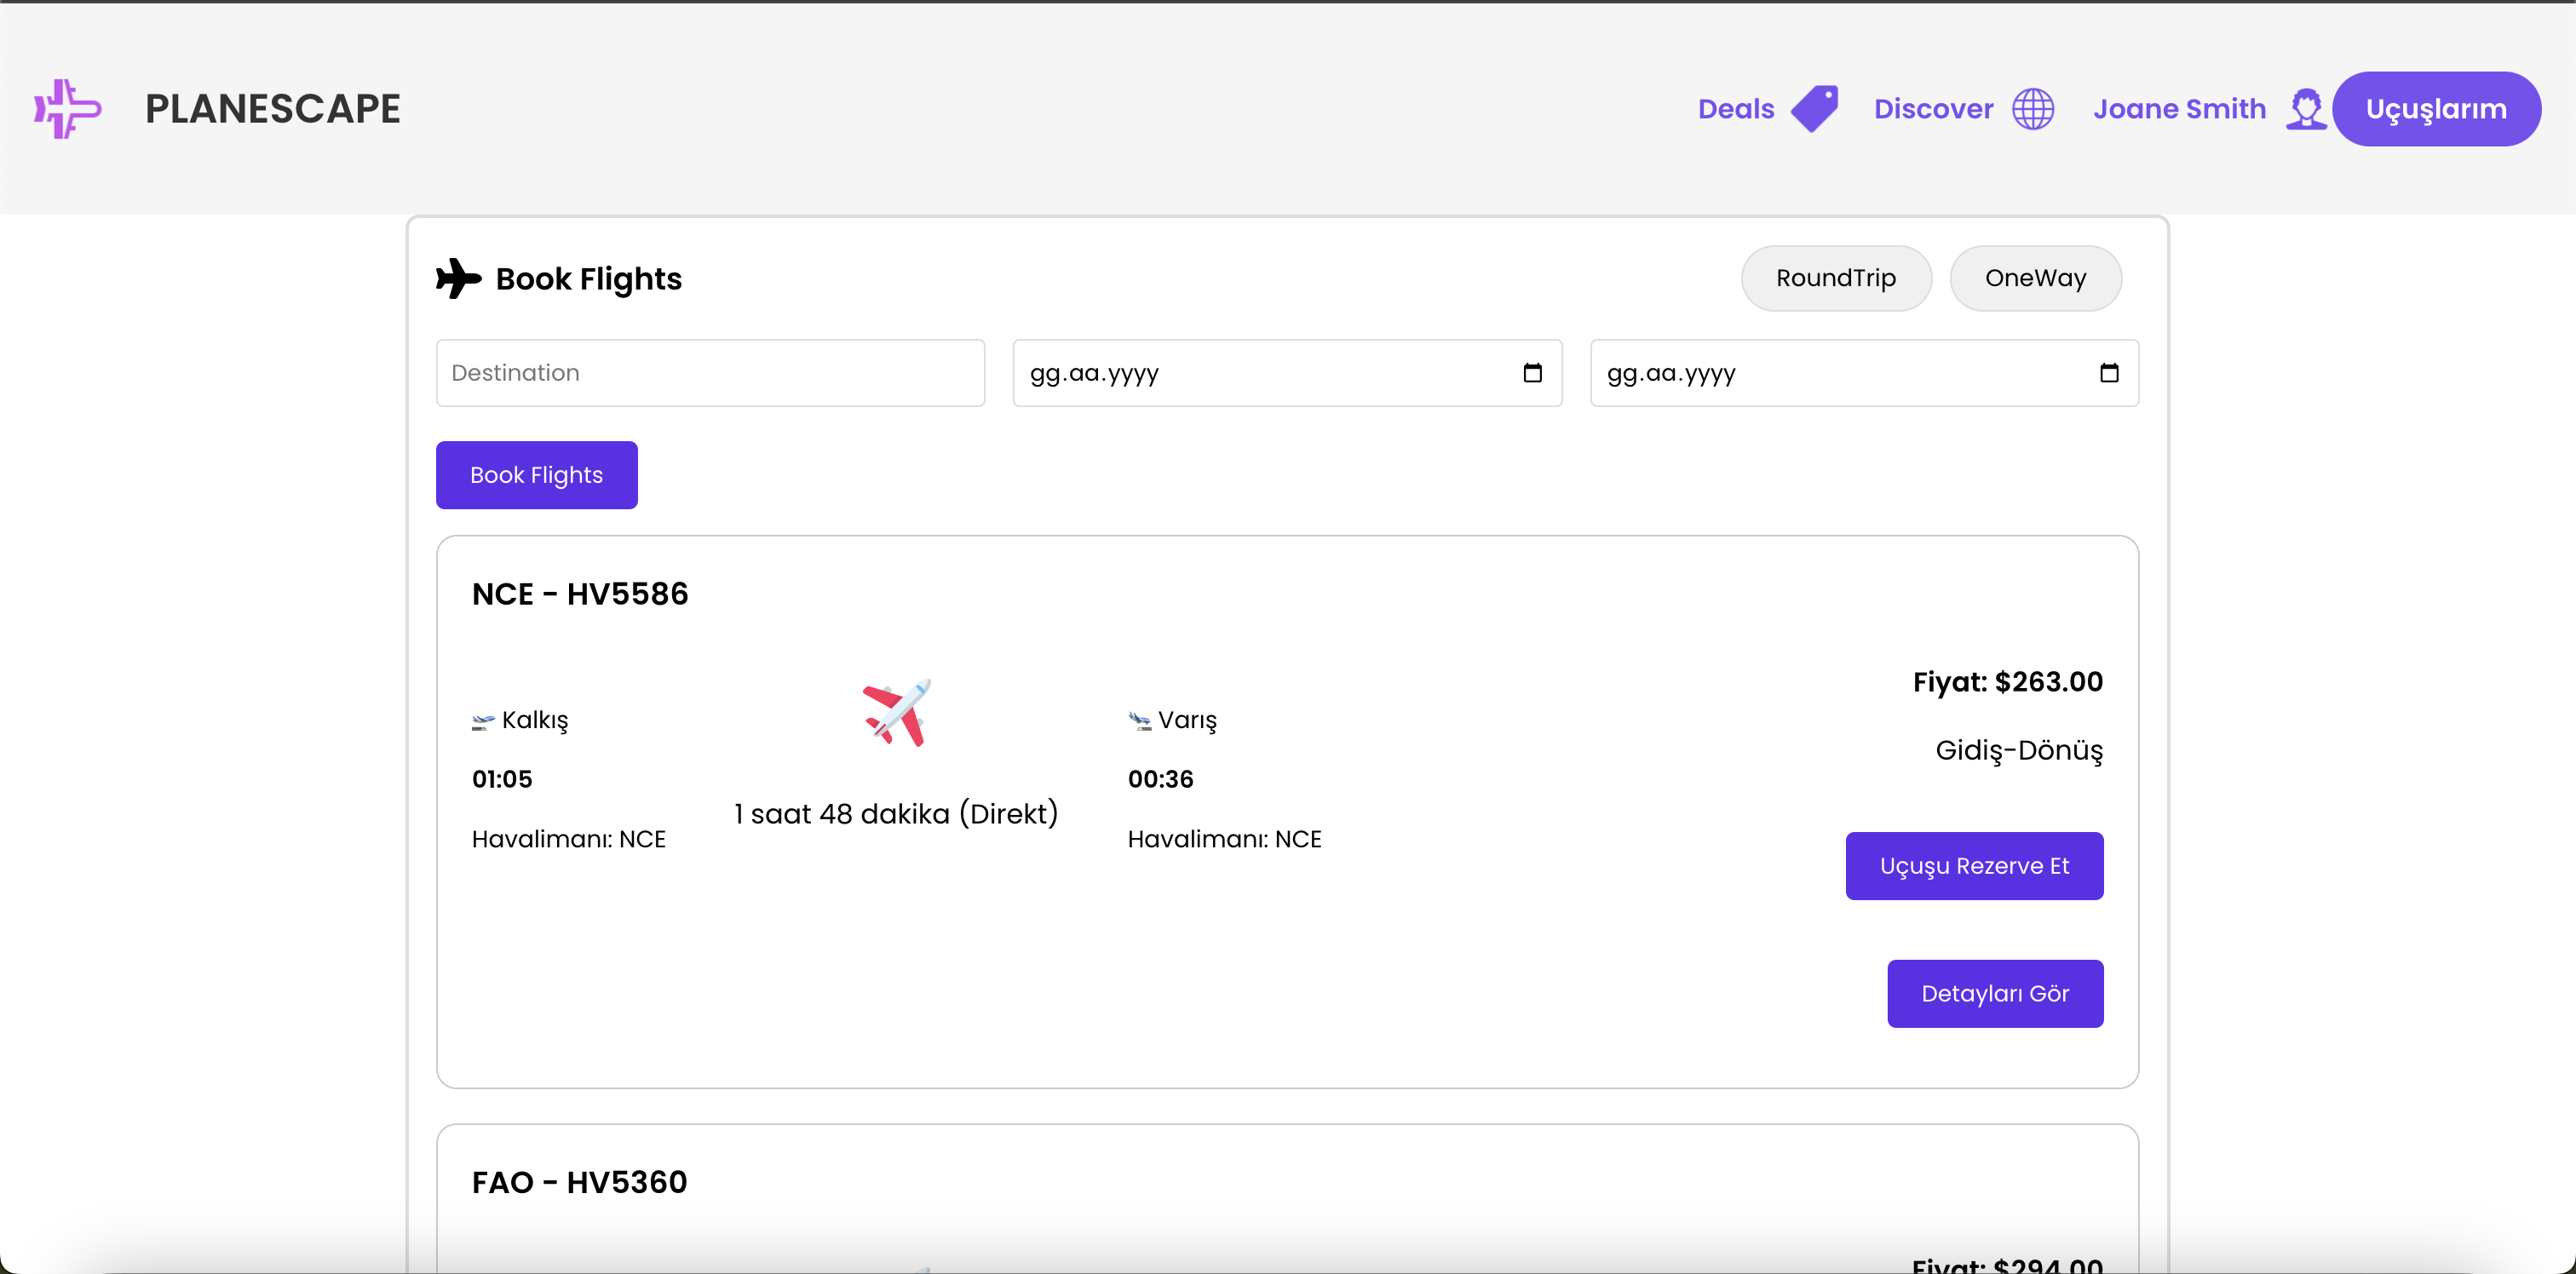 PLANESCAPE
Deals
Discover
Joane Smith
Uçuşlarım
Book Flights
RoundTrip
OneWay
Destination
gg.aa.yyyy
gg.aa.yyyy
Book Flights
NCE - HV5586
Kalkış
01:05
Havalimanı: NCE
1 saat 48 dakika (Direkt)
Varış
00:36
Havalimanı: NCE
Fiyat: $263.00
Gidiş-Dönüş
Uçuşu Rezerve Et
Detayları Gör
FAO - HV5360
Fiyat: $294.00